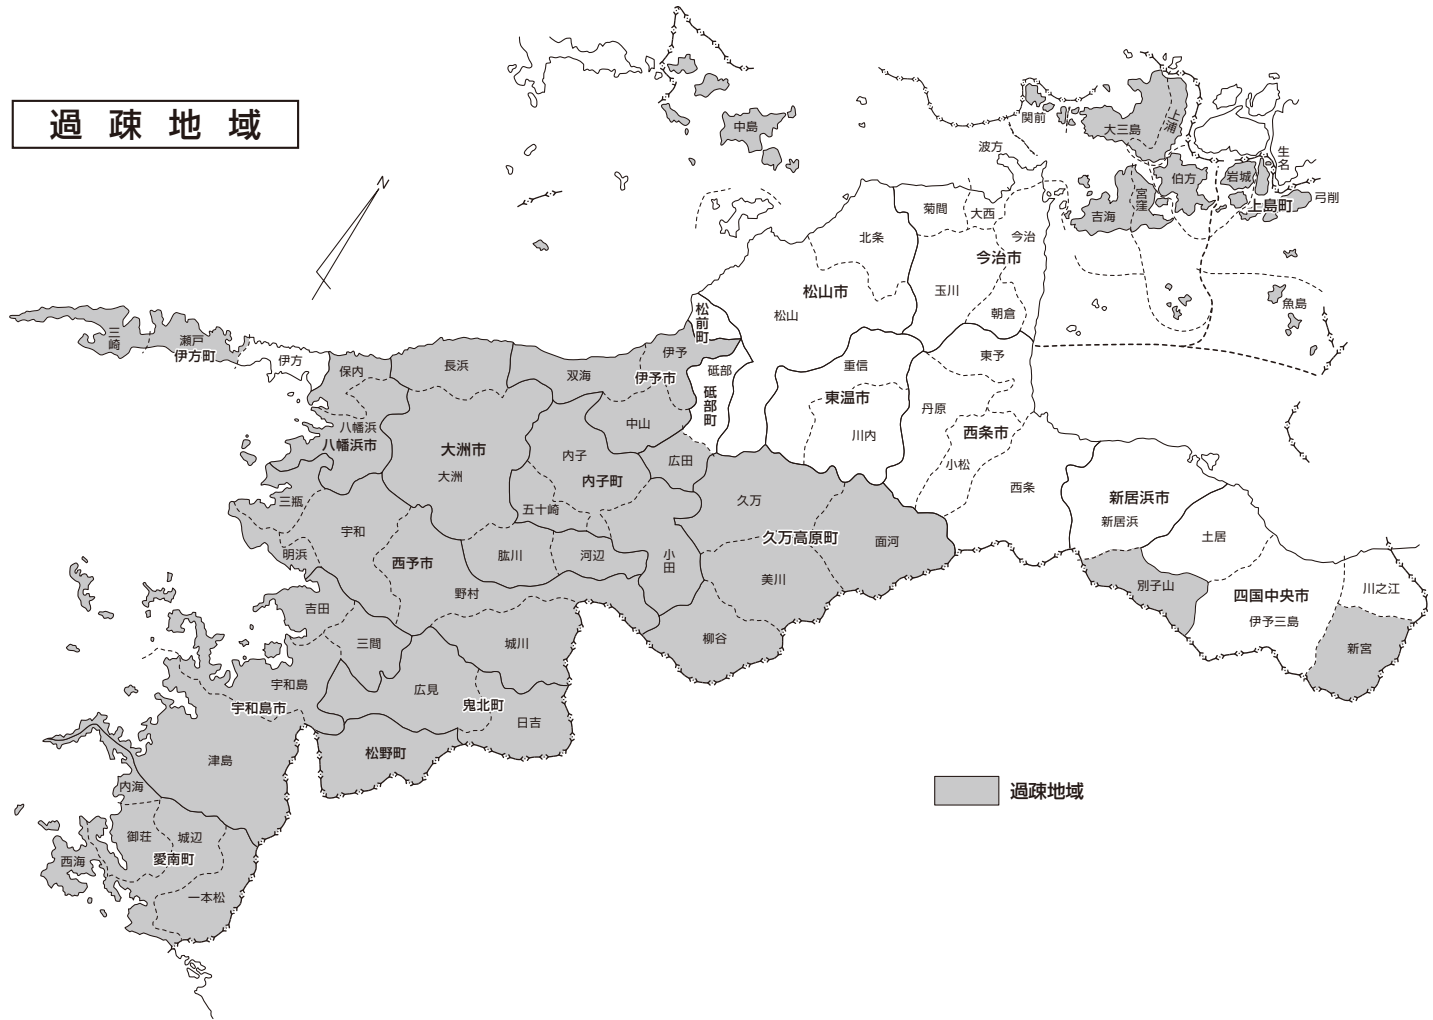 過疎地域
N
中島
関前
大三島
上浦
生名
波方
伯方
岩城
宮窪
吉海
上島町
弓削
魚島
菊間
大西
今治
今治市
北条
玉川
朝倉
松山市
松山
松前町
三崎
瀬戸
伊方町
伊方
保内
長浜
双海
伊予
伊予市
砥部
砥部町
重信
東温市
川内
東予
丹原
西条市
小松
西条
八幡浜
八幡浜市
大洲市
大洲
中山
内子
内子町
広田
五十崎
久万
久万高原町
面河
新居浜市
新居浜
土居
三瓶
宇和
明浜
西予市
肱川
河辺
小田
美川
別子山
四国中央市
伊予三島
川之江
新宮
野村
吉田
三間
城川
柳谷
宇和島
宇和島市
広見
鬼北町
日吉
松野町
津島
内海
御荘
城辺
愛南町
西海
一本松
過疎地域